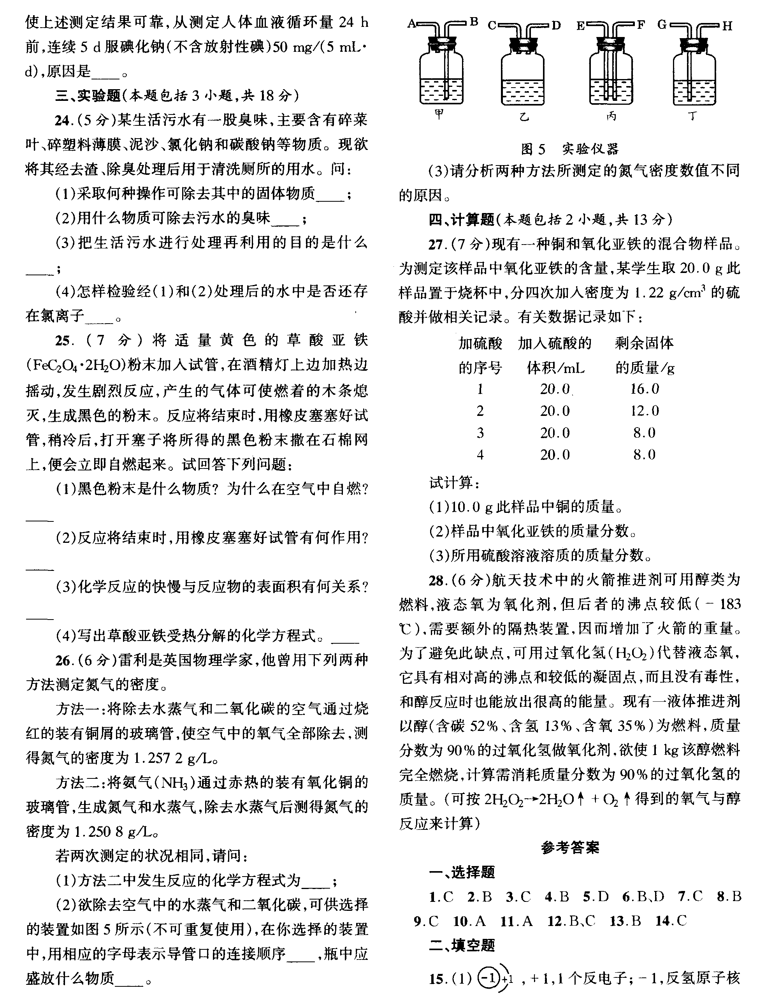 使上述测定结果可靠,从测定人体血液循环量 24 h
前,连续 5 d 服碘化钠(不含放射性碘)50 mg/(5 mL·
d),原因是____。
三、实验题(本题包括 3 小题,共 18 分)
24.(5 分)某生活污水有一股臭味,主要含有碎菜
叶、碎塑料薄膜、泥沙、氯化钠和碳酸钠等物质。现欲
将其经去渣、除臭处理后用于清洗厕所的用水。问:
(1)采取何种操作可除去其中的固体物质____;
(2)用什么物质可除去污水的臭味____;
(3)把生活污水进行处理再利用的目的是什么
____;
(4)怎样检验经(1)和(2)处理后的水中是否还存
在氯离子____。
25.(7 分)将适量黄色的草酸亚铁
(FeC₂O₄·2H₂O)粉末加入试管,在酒精灯上边加热边
摇动,发生剧烈反应,产生的气体可使燃着的木条熄
灭,生成黑色的粉末。反应将结束时,用橡皮塞塞好试
管,稍冷后,打开塞子将所得的黑色粉末撒在石棉网
上,便会立即自燃起来。试回答下列问题:
(1)黑色粉末是什么物质? 为什么在空气中自燃?
____
(2)反应将结束时,用橡皮塞塞好试管有何作用?
____
(3)化学反应的快慢与反应物的表面积有何关系?
____
(4)写出草酸亚铁受热分解的化学方程式。____
26.(6 分)雷利是英国物理学家,他曾用下列两种
方法测定氮气的密度。
方法一:将除去水蒸气和二氧化碳的空气通过烧
红的装有铜屑的玻璃管,使空气中的氧气全部除去,测
得氮气的密度为 1.257 2 g/L。
方法二:将氨气(NH₃)通过赤热的装有氧化铜的
玻璃管,生成氮气和水蒸气,除去水蒸气后测得氮气的
密度为 1.250 8 g/L。
若两次测定的状况相同,请问:
(1)方法二中发生反应的化学方程式为____;
(2)欲除去空气中的水蒸气和二氧化碳,可供选择
的装置如图 5 所示(不可重复使用),在你选择的装置
中,用相应的字母表示导管口的连接顺序____,瓶中应
盛放什么物质____。
A B C D E F G H
甲 乙 丙 丁
图 5 实验仪器
(3)请分析两种方法所测定的氮气密度数值不同
的原因。
四、计算题(本题包括 2 小题,共 13 分)
27.(7 分)现有一种铜和氧化亚铁的混合物样品。
为测定该样品中氧化亚铁的含量,某学生取 20.0 g 此
样品置于烧杯中,分四次加入密度为 1.22 g/cm³ 的硫
酸并做相关记录。有关数据记录如下:
加硫酸 加入硫酸的 剩余固体
的序号 体积/mL 的质量/g
1 20.0 16.0
2 20.0 12.0
3 20.0 8.0
4 20.0 8.0
试计算:
(1)10.0 g 此样品中铜的质量。
(2)样品中氧化亚铁的质量分数。
(3)所用硫酸溶液溶质的质量分数。
28.(6 分)航天技术中的火箭推进剂可用醇类为
燃料,液态氧为氧化剂,但后者的沸点较低(-183
℃),需要额外的隔热装置,因而增加了火箭的重量。
为了避免此缺点,可用过氧化氢(H₂O₂)代替液态氧,
它具有相对高的沸点和较低的凝固点,而且没有毒性,
和醇反应时也能放出很高的能量。现有一液体推进剂
以醇(含碳 52%、含氢 13%、含氧 35%)为燃料,质量
分数为 90%的过氧化氢做氧化剂,欲使 1 kg 该醇燃料
完全燃烧,计算需消耗质量分数为 90%的过氧化氢的
质量。(可按 2H₂O₂→2H₂O↑+O₂↑得到的氧气与醇
反应来计算)
参考答案
一、选择题
1.C 2.B 3.C 4.B 5.D 6.B、D 7.C 8.B
9.C 10.A 11.A 12.B、C 13.B 14.C
二、填空题
15.(1) -1 +1 ,+1,1 个反电子;-1,反氢原子核